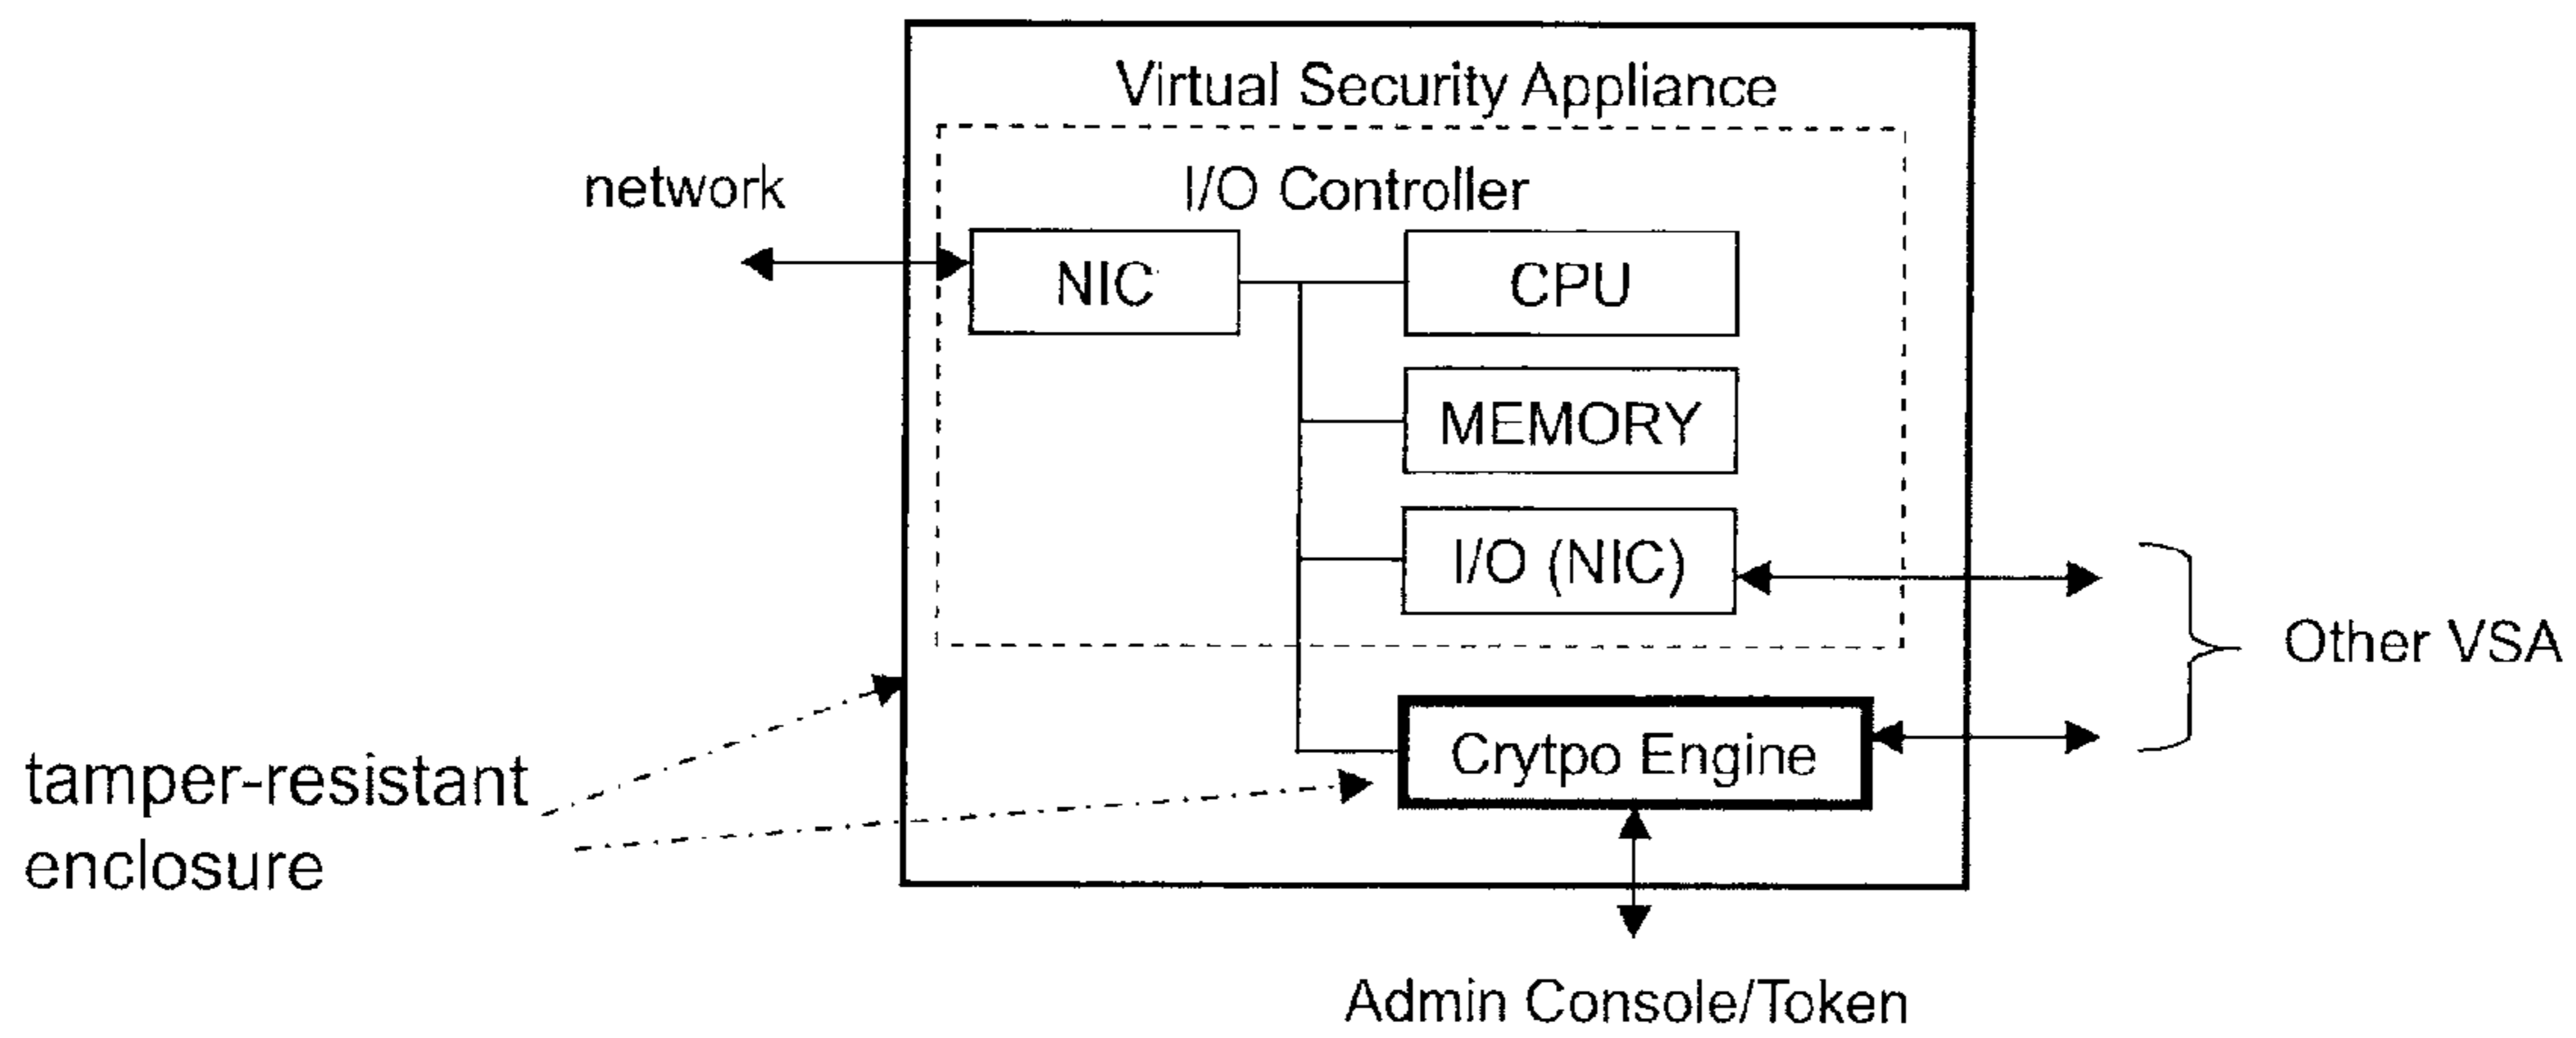 Virtual Security Appliance
network
I/O Controller
NIC
CPU
MEMORY
I/O (NIC)
Other VSA
Crytpo Engine
tamper-resistant
enclosure
Admin Console/Token